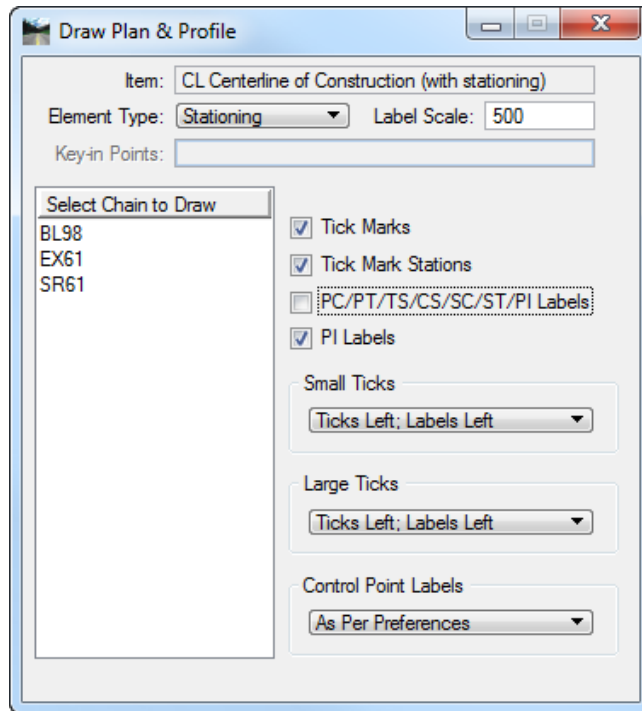 Draw Plan & Profile
Item: CL Centerline of Construction (with stationing)
Element Type: Stationing Label Scale: 500
Key-in Points:
Select Chain to Draw
BL98
EX61
SR61
Tick Marks
Tick Mark Stations
PC/PT/TS/CS/SC/ST/PI Labels
PI Labels
Small Ticks
Ticks Left; Labels Left
Large Ticks
Ticks Left; Labels Left
Control Point Labels
As Per Preferences